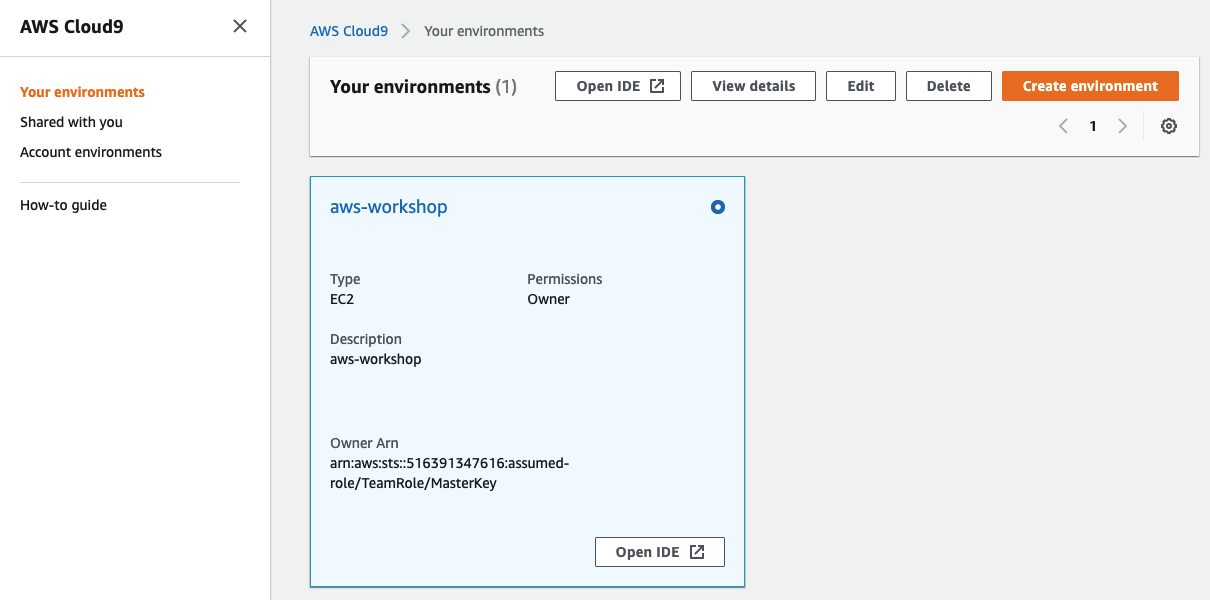 AWS Cloud9
Your environments
Shared with you
Account environments
How-to guide
AWS Cloud9 Your environments
Your environments (1) Open IDE View details Edit Delete Create environment
1
aws-workshop
Type Permissions
EC2 Owner
Description
aws-workshop
Owner Arn
arn:aws:sts::516391347616:assumed-
role/TeamRole/MasterKey
Open IDE